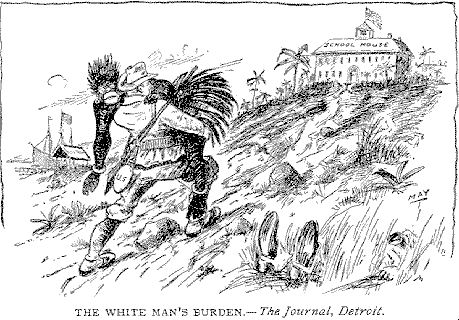 SCHOOL HOUSE
MAY
THE WHITE MAN'S BURDEN.—The Journal, Detroit.